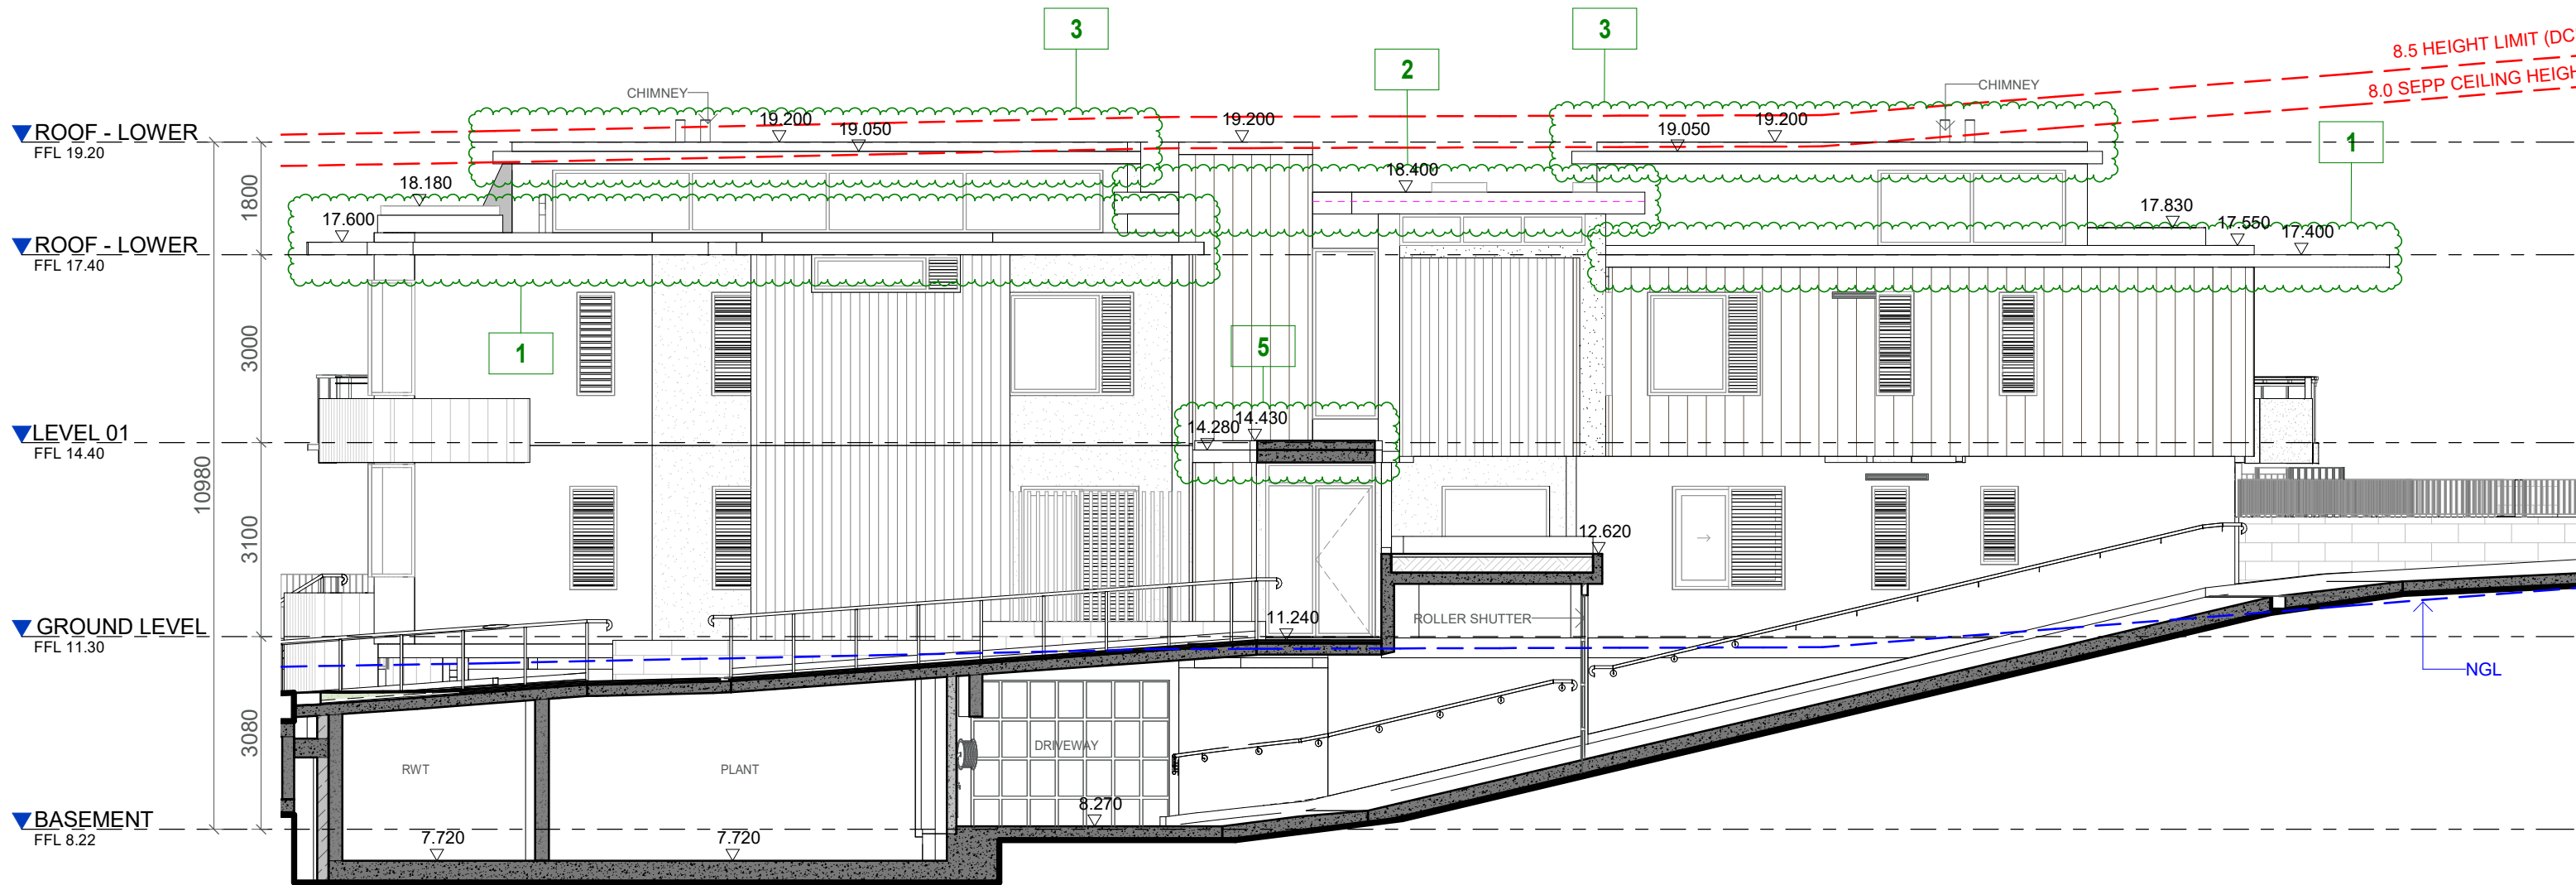 3
3
2
8.5 HEIGHT LIMIT (DC
8.0 SEPP CEILING HEIGH
CHIMNEY
CHIMNEY
1
ROOF - LOWER
FFL 19.20
19.200
19.050
19.200
19.050
19.200
18.180
18.400
17.600
17.830
17.550
17.400
1800
ROOF - LOWER
FFL 17.40
3000
1
5
LEVEL 01
FFL 14.40
14.280
14.430
10980
3100
12.620
GROUND LEVEL
FFL 11.30
11.240
ROLLER SHUTTER
NGL
3080
RWT
PLANT
DRIVEWAY
BASEMENT
FFL 8.22
7.720
7.720
8.270